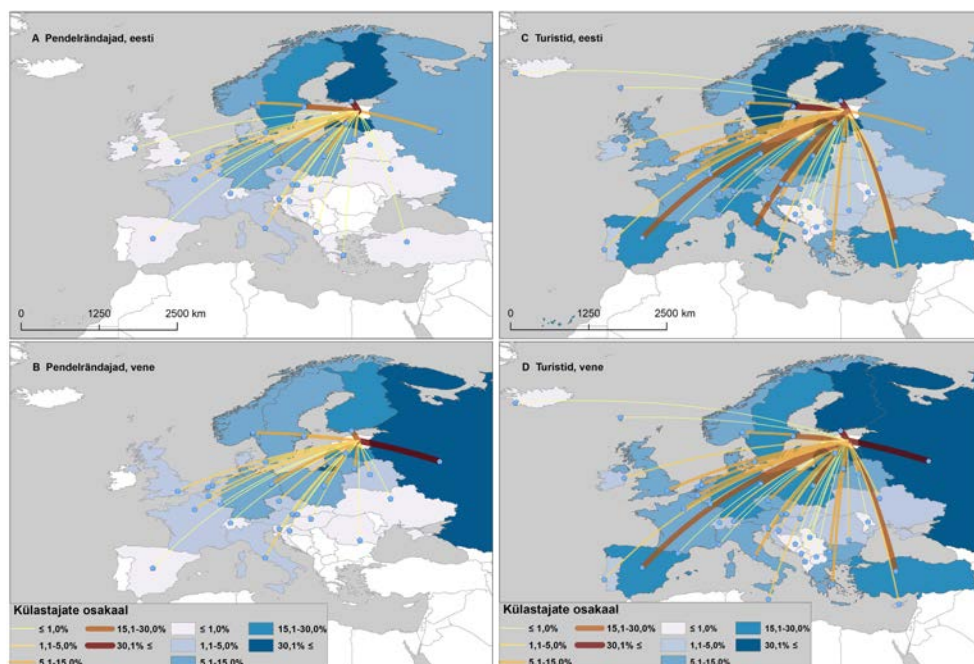 A Pendelrändajad, eesti
0 1250 2500 km
C Turistid, eesti
0 1250 2500 km
B Pendelrändajad, vene
Külastajate osakaal
≤ 1,0% 15,1-30,0% ≤ 1,0% 15,1-30,0%
1,1-5,0% 30,1% ≤ 1,1-5,0% 30,1% ≤
5,1-15,0% 5,1-15,0%
D Turistid, vene
Külastajate osakaal
≤ 1,0% 15,1-30,0% ≤ 1,0% 15,1-30,0%
1,1-5,0% 30,1% ≤ 1,1-5,0% 30,1% ≤
5,1-15,0% 5,1-15,0%